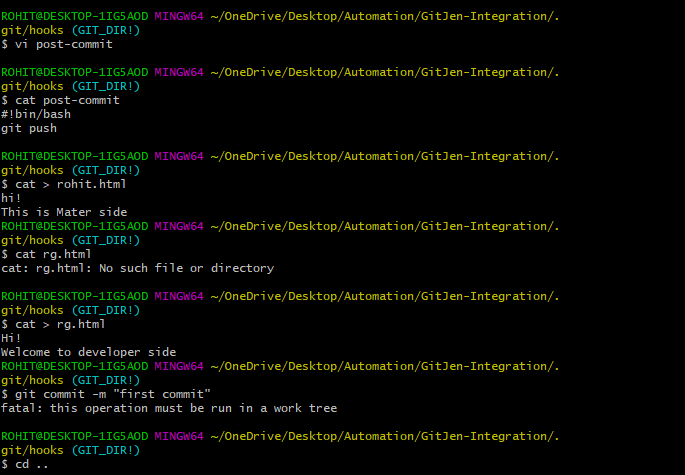 ROHIT@DESKTOP-1IG5AOD MINGW64 ~/OneDrive/Desktop/Automation/GitJen-Integration/.
git/hooks (GIT_DIR!)
$ vi post-commit
ROHIT@DESKTOP-1IG5AOD MINGW64 ~/OneDrive/Desktop/Automation/GitJen-Integration/.
git/hooks (GIT_DIR!)
$ cat post-commit
#!bin/bash
git push
ROHIT@DESKTOP-1IG5AOD MINGW64 ~/OneDrive/Desktop/Automation/GitJen-Integration/.
git/hooks (GIT_DIR!)
$ cat > rohit.html
hi!
This is Mater side
ROHIT@DESKTOP-1IG5AOD MINGW64 ~/OneDrive/Desktop/Automation/GitJen-Integration/.
git/hooks (GIT_DIR!)
$ cat rg.html
cat: rg.html: No such file or directory
ROHIT@DESKTOP-1IG5AOD MINGW64 ~/OneDrive/Desktop/Automation/GitJen-Integration/.
git/hooks (GIT_DIR!)
$ cat > rg.html
Hi!
Welcome to developer side
ROHIT@DESKTOP-1IG5AOD MINGW64 ~/OneDrive/Desktop/Automation/GitJen-Integration/.
git/hooks (GIT_DIR!)
$ git commit -m "first commit"
fatal: this operation must be run in a work tree
ROHIT@DESKTOP-1IG5AOD MINGW64 ~/OneDrive/Desktop/Automation/GitJen-Integration/.
git/hooks (GIT_DIR!)
$ cd ..